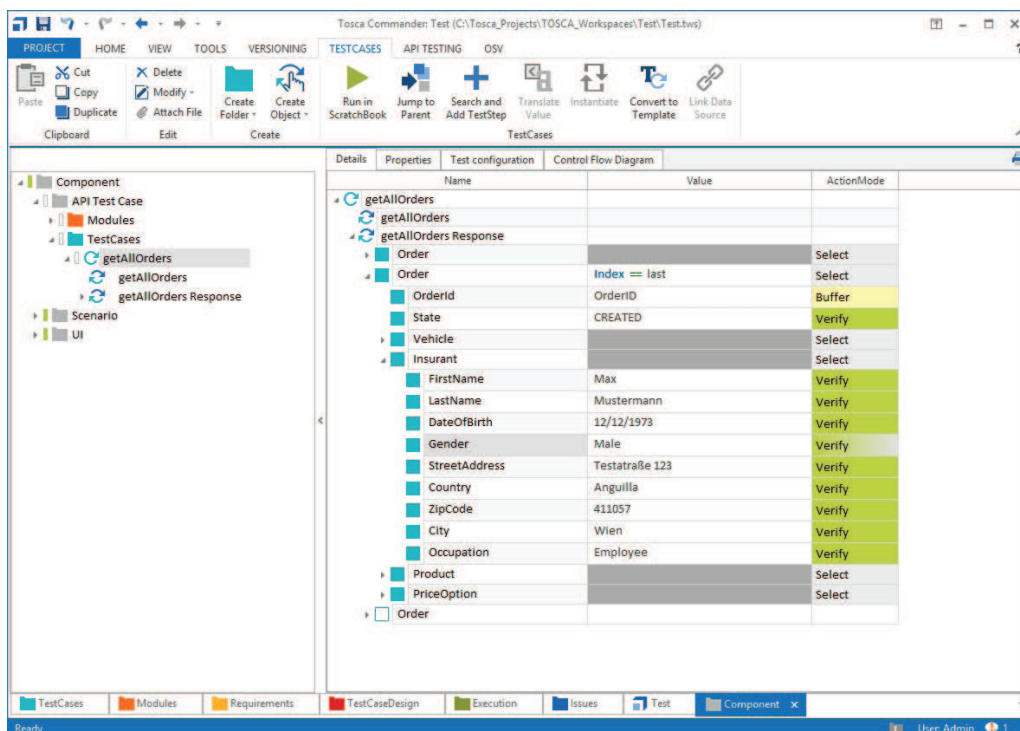 Tosca Commander: Test (C:\Tosca_Projects\TOSCA_Workspaces\Test\Test.tws)
PROJECT HOME VIEW TOOLS VERSIONING TESTCASES API TESTING OSV
Paste
Cut
Copy
Duplicate
Clipboard
Delete
Modify
Attach File
Edit
Create Folder
Create Object
Create
Run in ScratchBook
Jump to Parent
Search and Add TestStep
Translate Value
Instantiate
Convert to Template
Link Data Source
TestCases
Component
API Test Case
Modules
TestCases
getAllOrders
getAllOrders
getAllOrders Response
Scenario
UI
Details Properties Test configuration Control Flow Diagram
Name Value ActionMode
getAllOrders
getAllOrders
getAllOrders Response
Order Select
Order Index == last Select
OrderId OrderID Buffer
State CREATED Verify
Vehicle Select
Insurant Select
FirstName Max Verify
LastName Mustermann Verify
DateOfBirth 12/12/1973 Verify
Gender Male Verify
StreetAddress Testatraße 123 Verify
Country Anguilla Verify
ZipCode 411057 Verify
City Wien Verify
Occupation Employee Verify
Product Select
PriceOption Select
Order
TestCases Modules Requirements TestCaseDesign Execution Issues Test Component x
Ready User: Admin 1